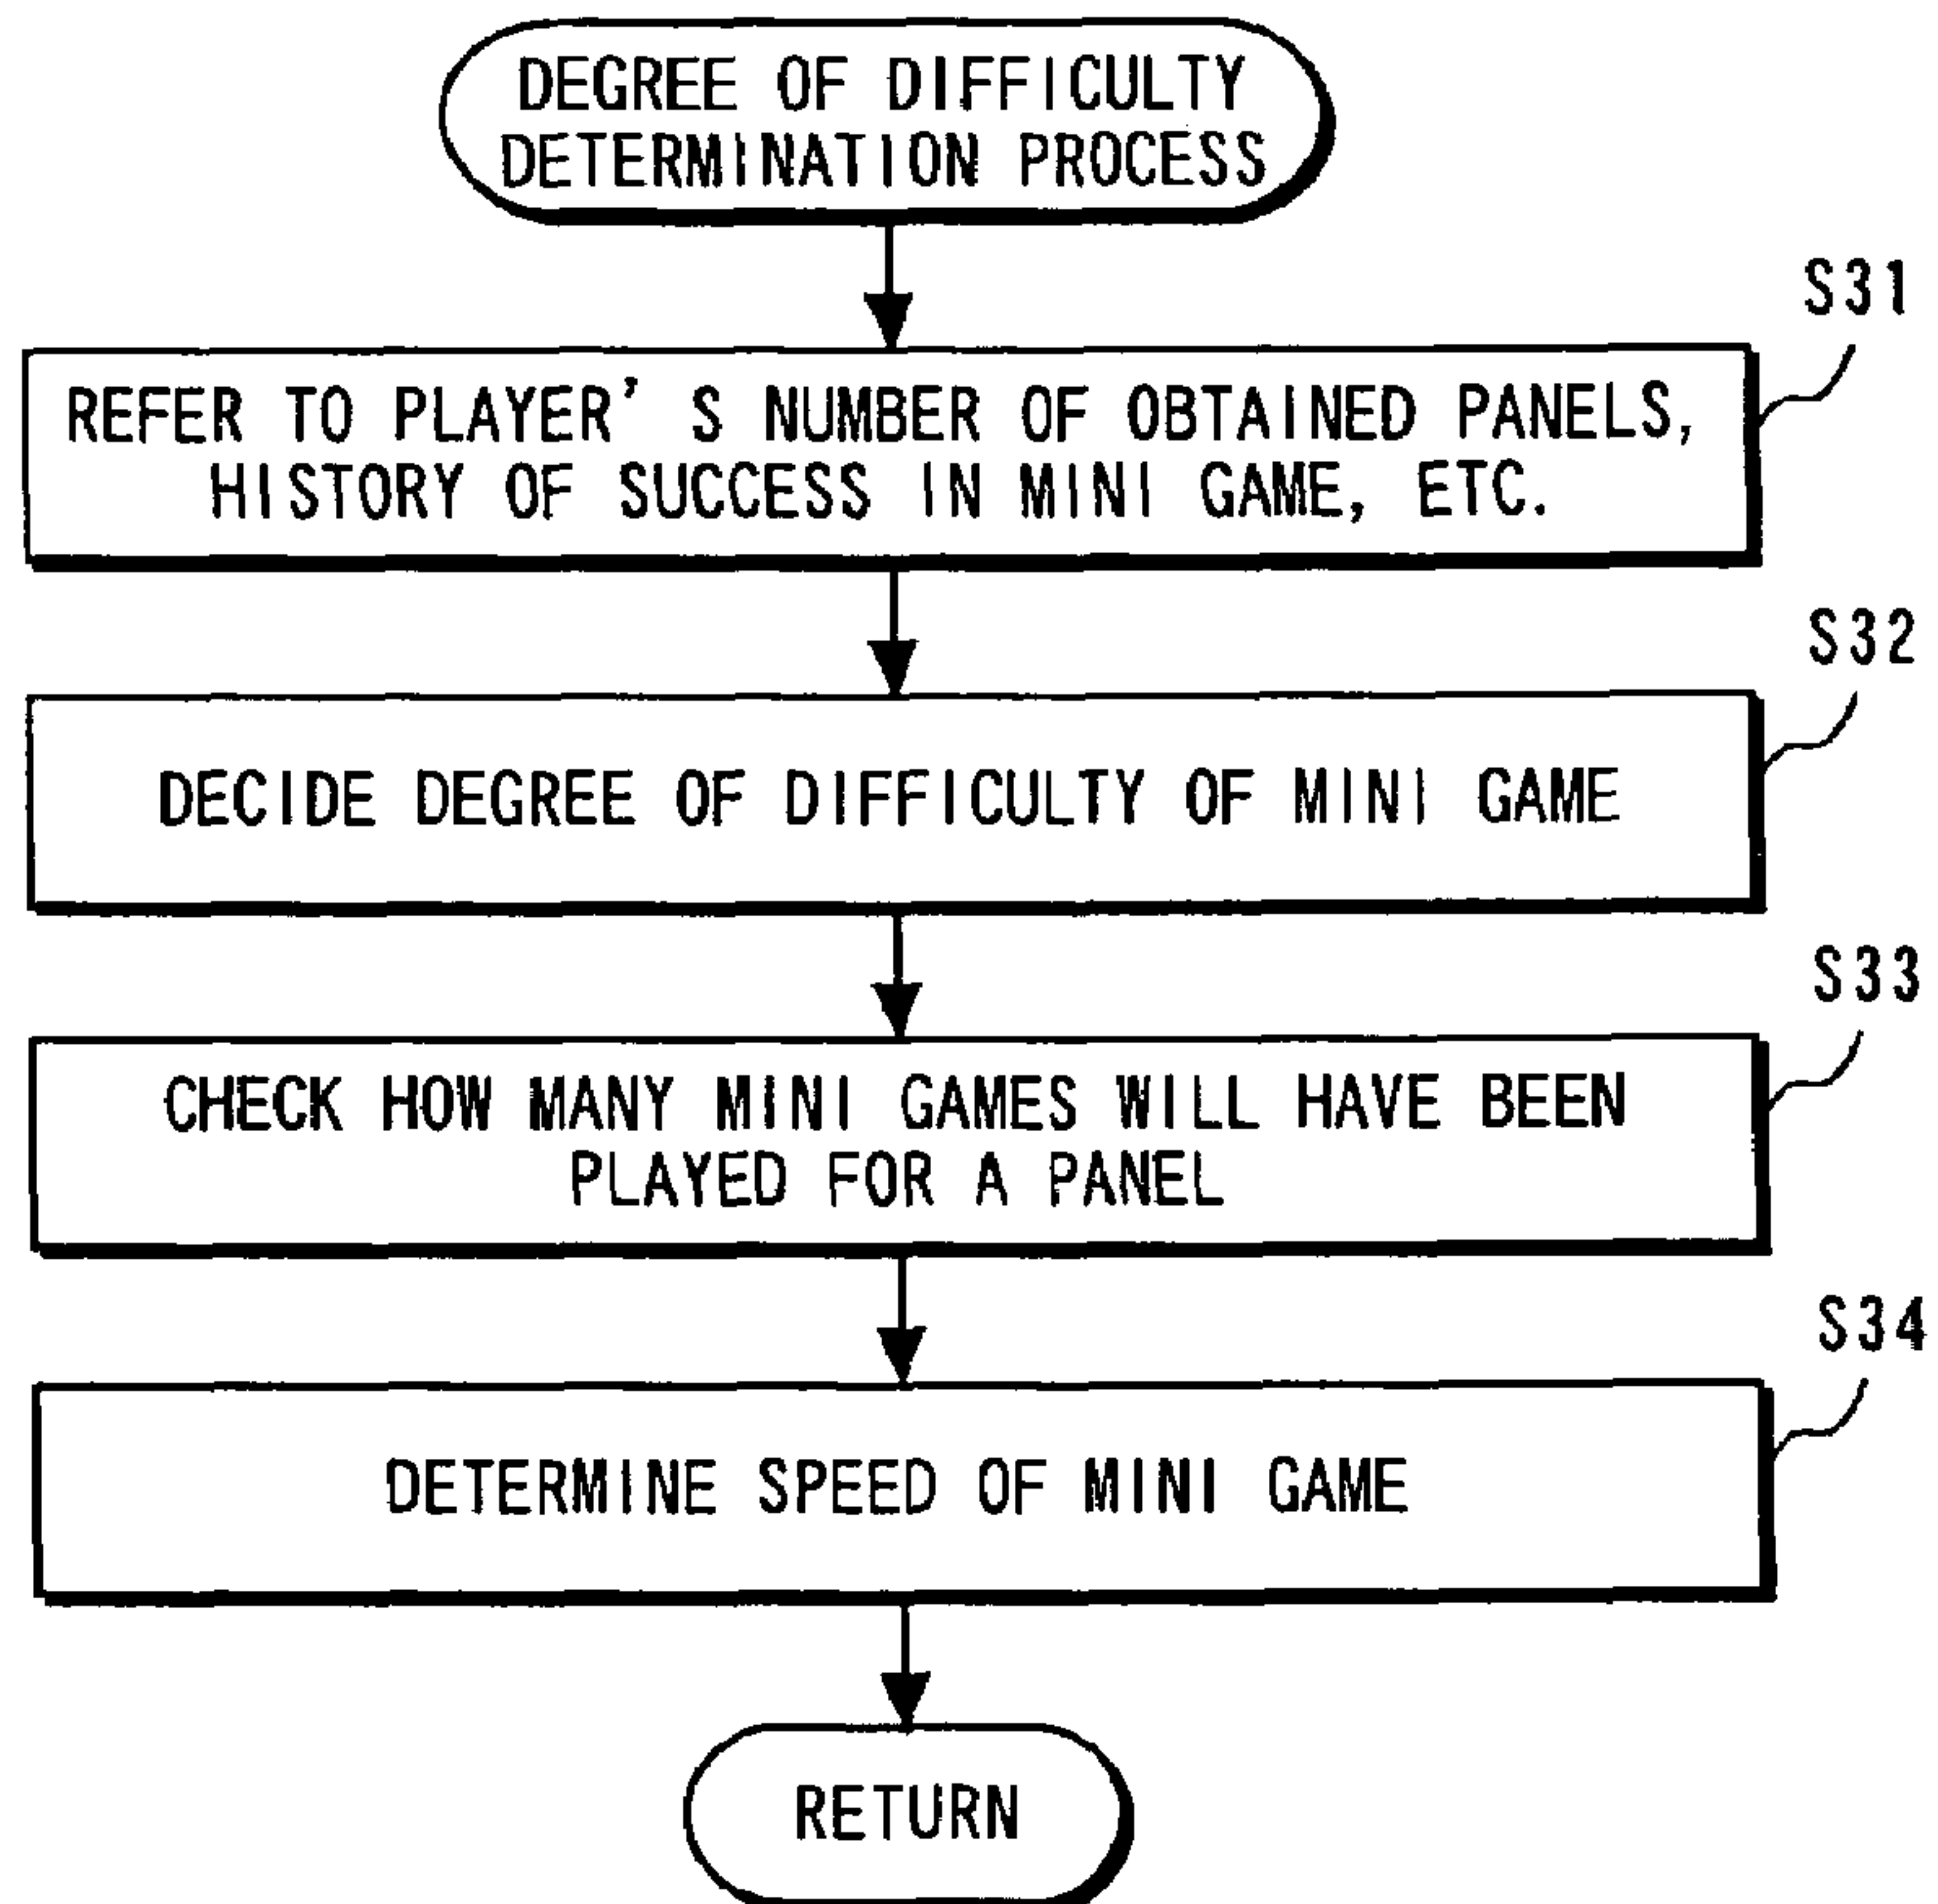 DEGREE OF DIFFICULTY
DETERMINATION PROCESS
S31
REFER TO PLAYER'S NUMBER OF OBTAINED PANELS,
HISTORY OF SUCCESS IN MINI GAME, ETC.
S32
DECIDE DEGREE OF DIFFICULTY OF MINI GAME
S33
CHECK HOW MANY MINI GAMES WILL HAVE BEEN
PLAYED FOR A PANEL
S34
DETERMINE SPEED OF MINI GAME
RETURN